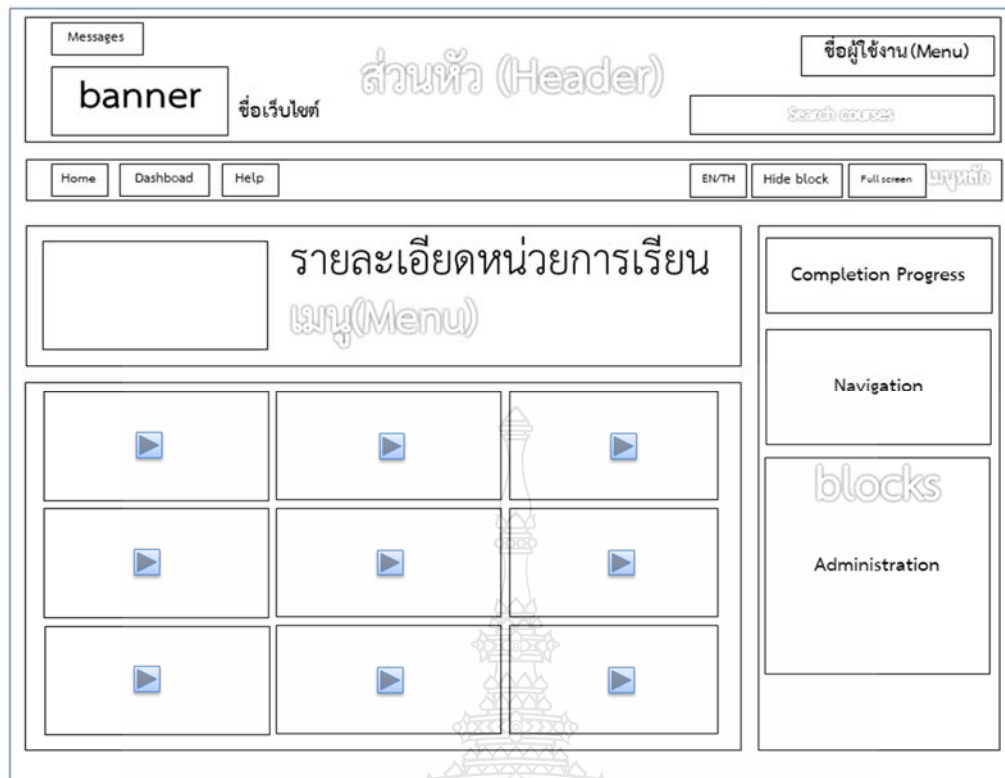 Messages
ส่วนหัว (Header)
ชื่อผู้ใช้งาน (Menu)
banner
ชื่อเว็บไซต์
Search courses
Home
Dashboad
Help
EN/TH
Hide block
Full screen
เมนูหลัก
รายละเอียดหน่วยการเรียน
เมนู(Menu)
Completion Progress
Navigation
blocks
Administration